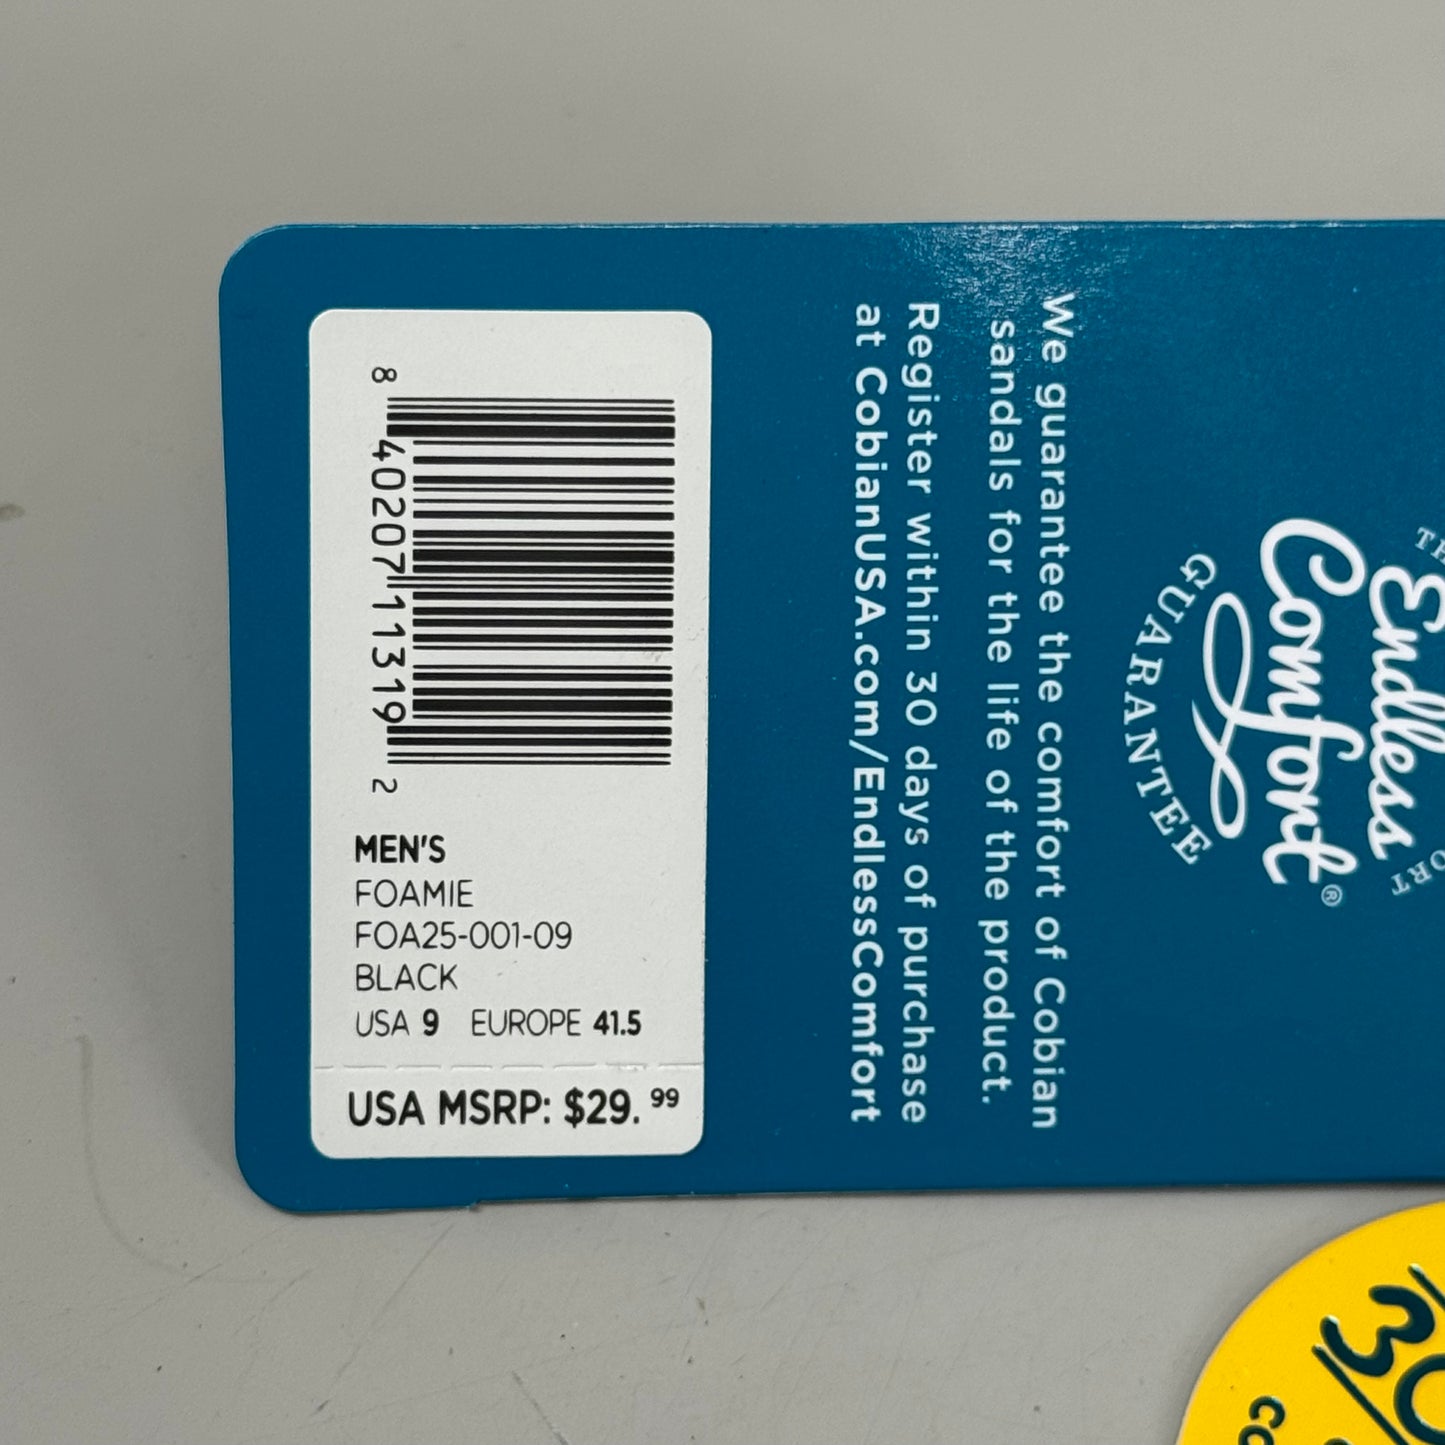 8 40207 11319 2
MEN'S
FOAMIE
FOA25-001-09
BLACK
USA 9 EUROPE 41.5
USA MSRP: $29.99
Endless
Comfort®
GUARANTEE
We guarantee the comfort of Cobian
sandals for the life of the product.
Register within 30 days of purchase
at CobianUSA.com/EndlessComfort